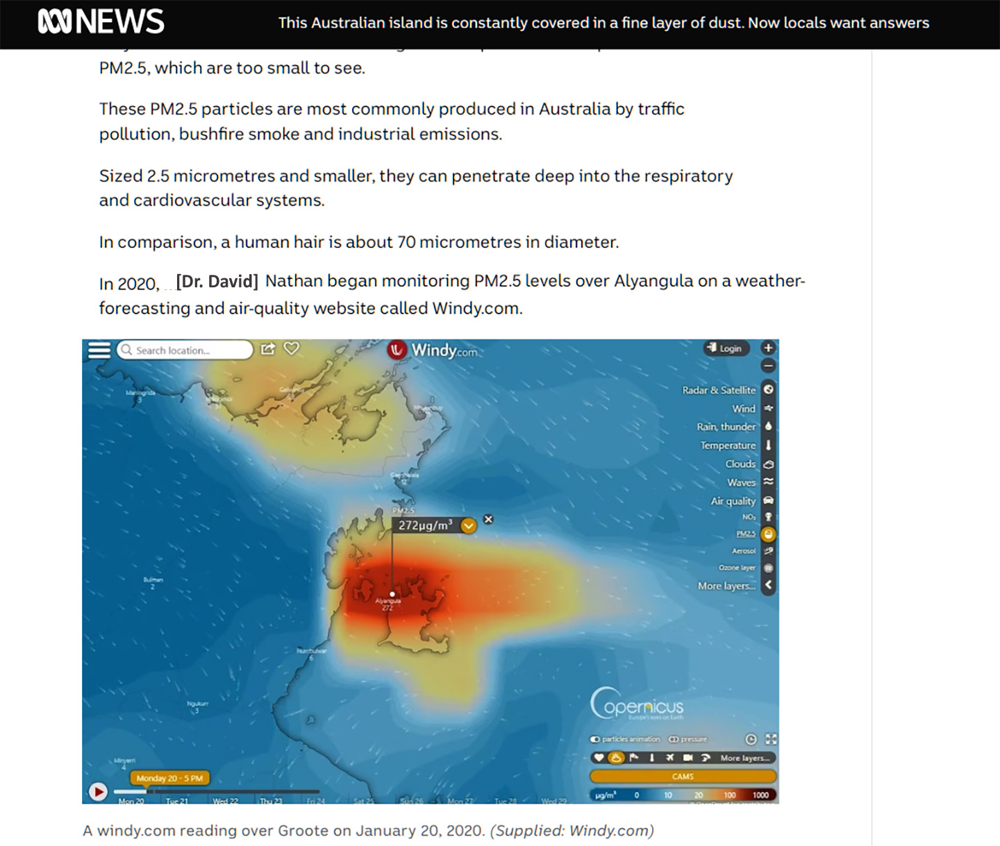 NEWS
This Australian island is constantly covered in a fine layer of dust. Now locals want answers
PM2.5, which are too small to see.
These PM2.5 particles are most commonly produced in Australia by traffic
pollution, bushfire smoke and industrial emissions.
Sized 2.5 micrometres and smaller, they can penetrate deep into the respiratory
and cardiovascular systems.
In comparison, a human hair is about 70 micrometres in diameter.
In 2020, [Dr. David] Nathan began monitoring PM2.5 levels over Alyangula on a weather-
forecasting and air-quality website called Windy.com.
Search location...
Windy.com
Login
Radar & Satellite
Wind
Rain, thunder
Temperature
Clouds
Waves
Air quality
NO₂
PM2.5
Aerosol
Ozone layer
More layers...
Maningrida
3
PM2.5
272µg/m³
Bulman
2
Alyangula
272
Numbulwar
6
Ngukurr
3
Minyerri
4
Copernicus
Europe's eyes on Earth
particles animation
pressure
More layers...
CAMS
µg/m³ 0 10 20 100 1000
Monday 20 - 5 PM
Mon 20 Tue 21 Wed 22 Thu 23 Fri 24 Sat 25 Sun 26 Mon 27 Tue 28 Wed 29
A windy.com reading over Groote on January 20, 2020. (Supplied: Windy.com)